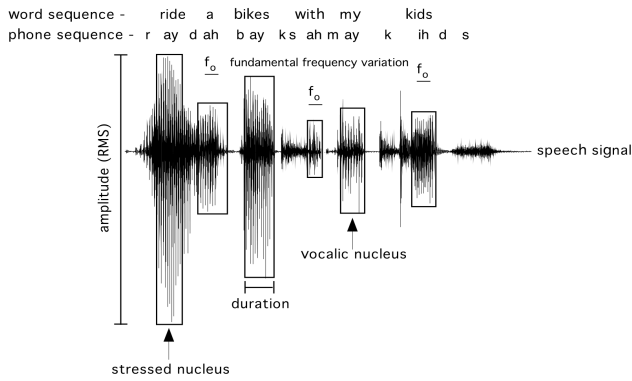 word sequence - ride a bikes with my kids
phone sequence - r ay d ah b ay k s ah m ay k ih d s
fo fundamental frequency variation fo
fo
amplitude (RMS)
speech signal
vocalic nucleus
duration
stressed nucleus